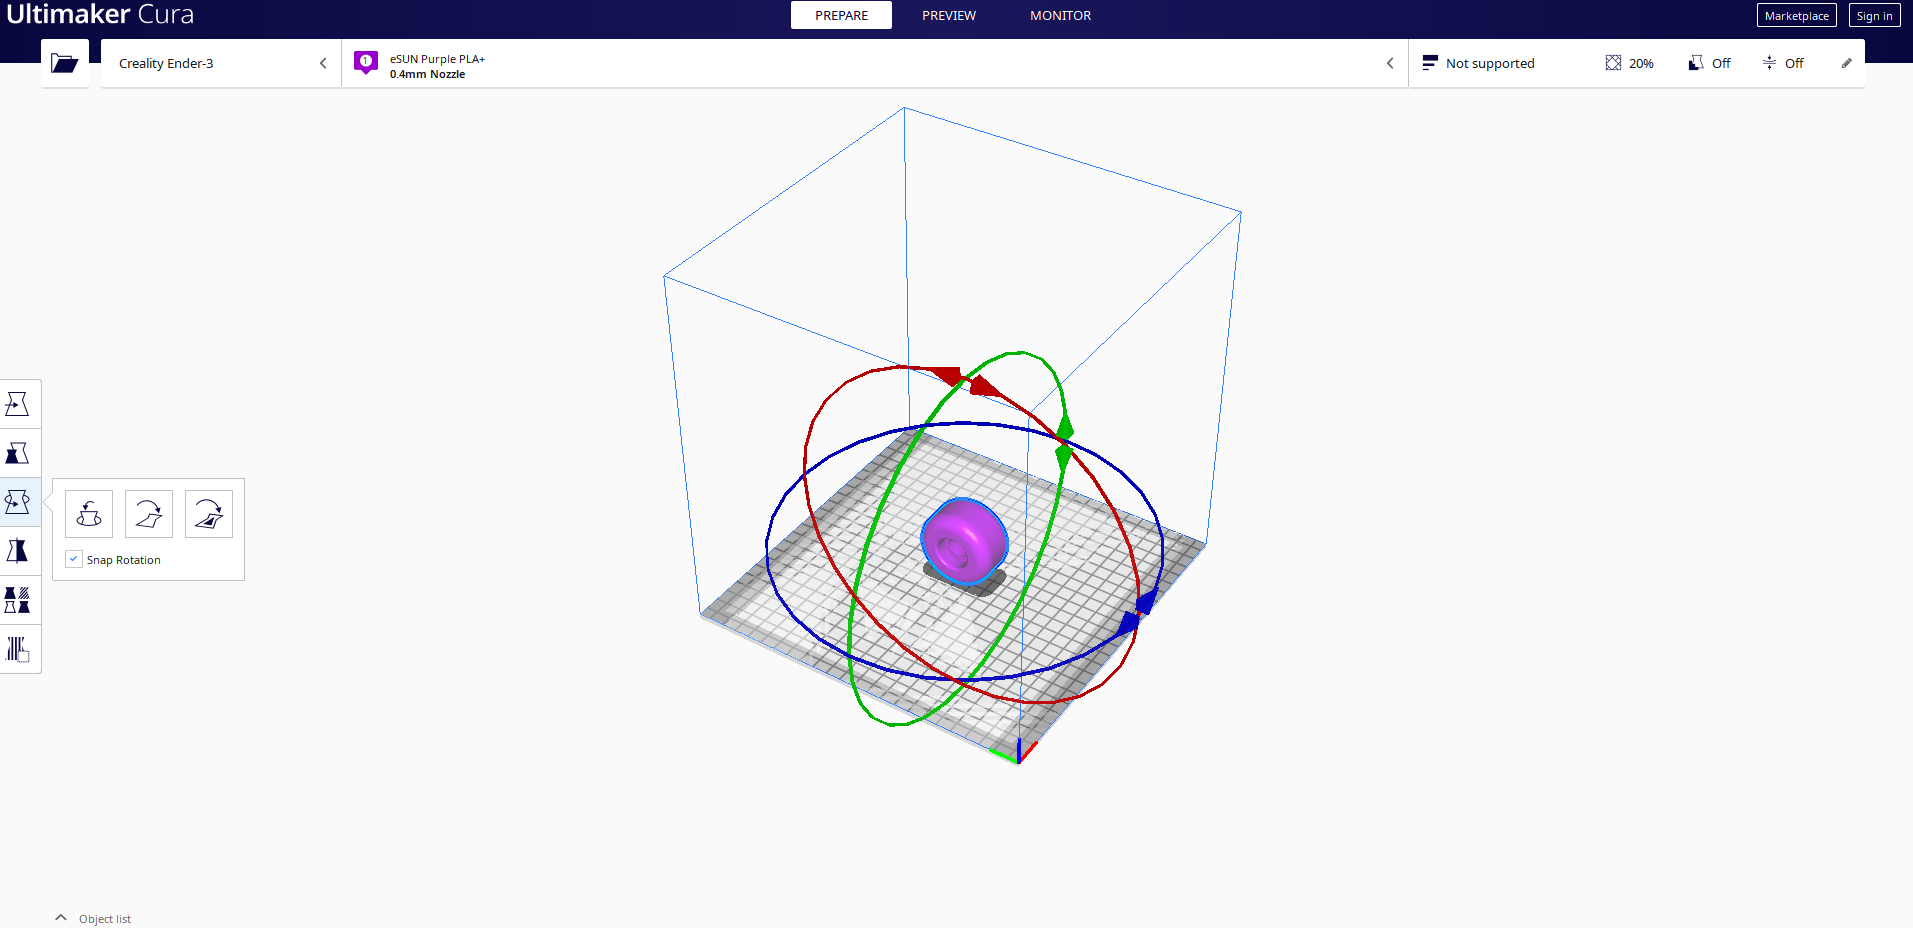 Ultimaker Cura
PREPARE
PREVIEW
MONITOR
Marketplace
Sign in
Creality Ender-3
1
eSUN Purple PLA+
0.4mm Nozzle
Not supported
20%
Off
Off
Snap Rotation
Object list